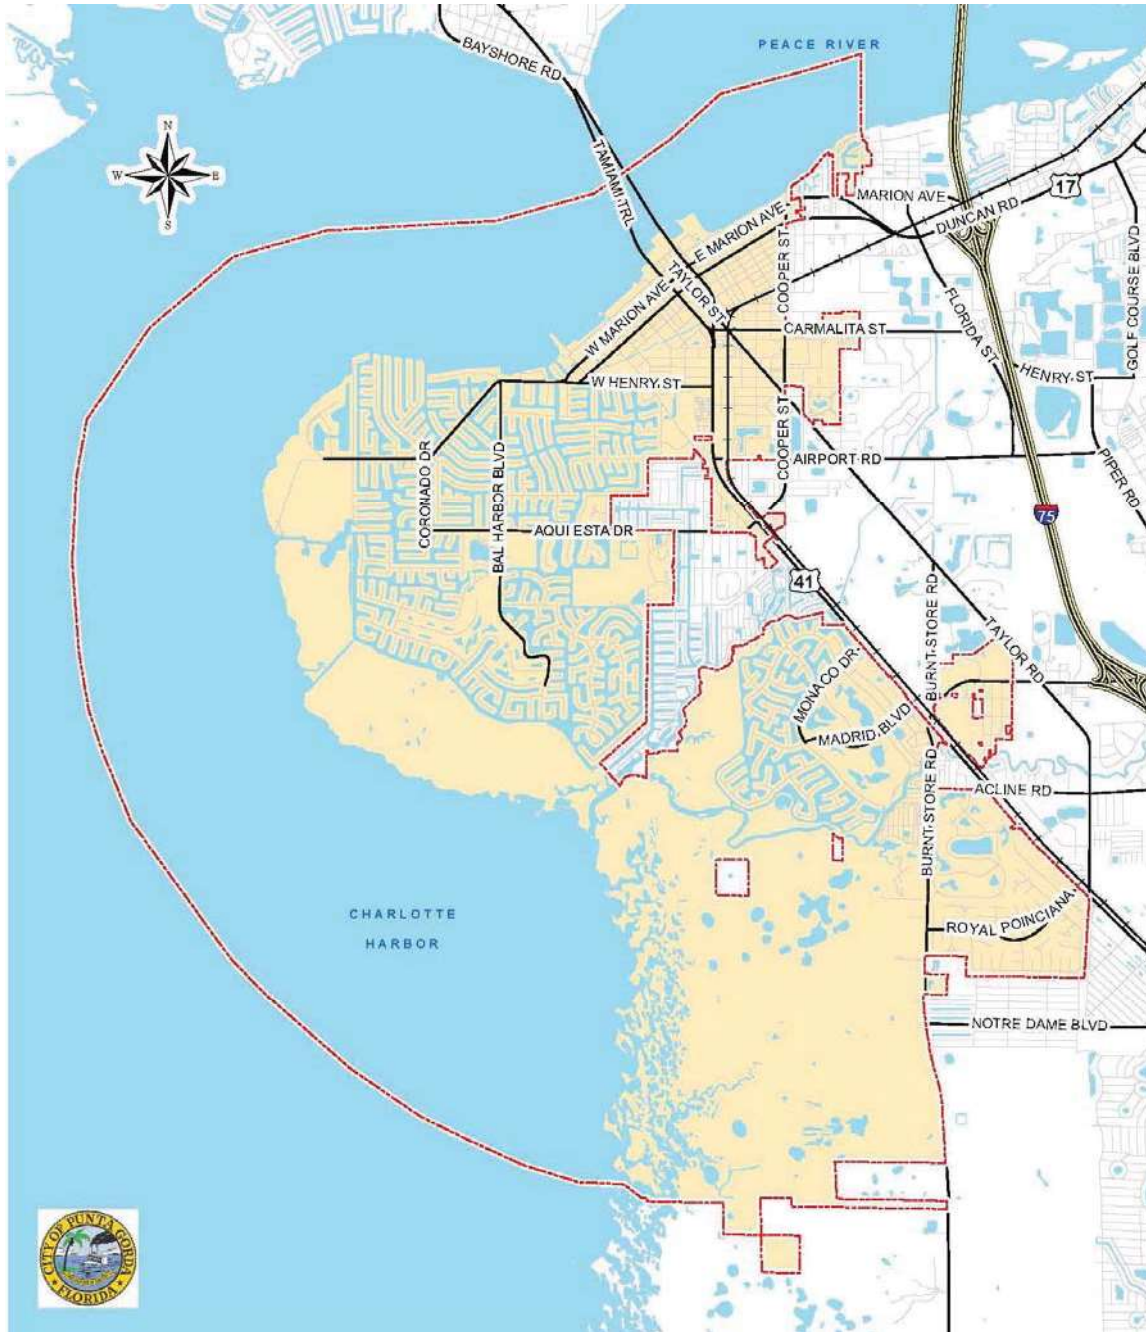 PEACE RIVER
BAYSHORE RD
TAMIAMI TRL
N
W
E
S
17
MARION AVE
DUNCAN RD
E MARION AVE
COOPER ST
TAYLOR ST
GOLF COURSE BLVD
FLORIDA ST
W MARION AVE
CARMALITA ST
HENRY ST
W HENRY ST
COOPER ST
CORONADO DR
BAL HARBOR BLVD
AIRPORT RD
PIPER RD
75
AQUI ESTA DR
41
BURNT STORE RD
TAYLOR RD
MONACO DR
MADRID BLVD
BURNT STORE RD
ACLINE RD
CHARLOTTE
HARBOR
ROYAL POINCIANA
NOTRE DAME BLVD
CITY OF PUNTA GORDA
FLORIDA